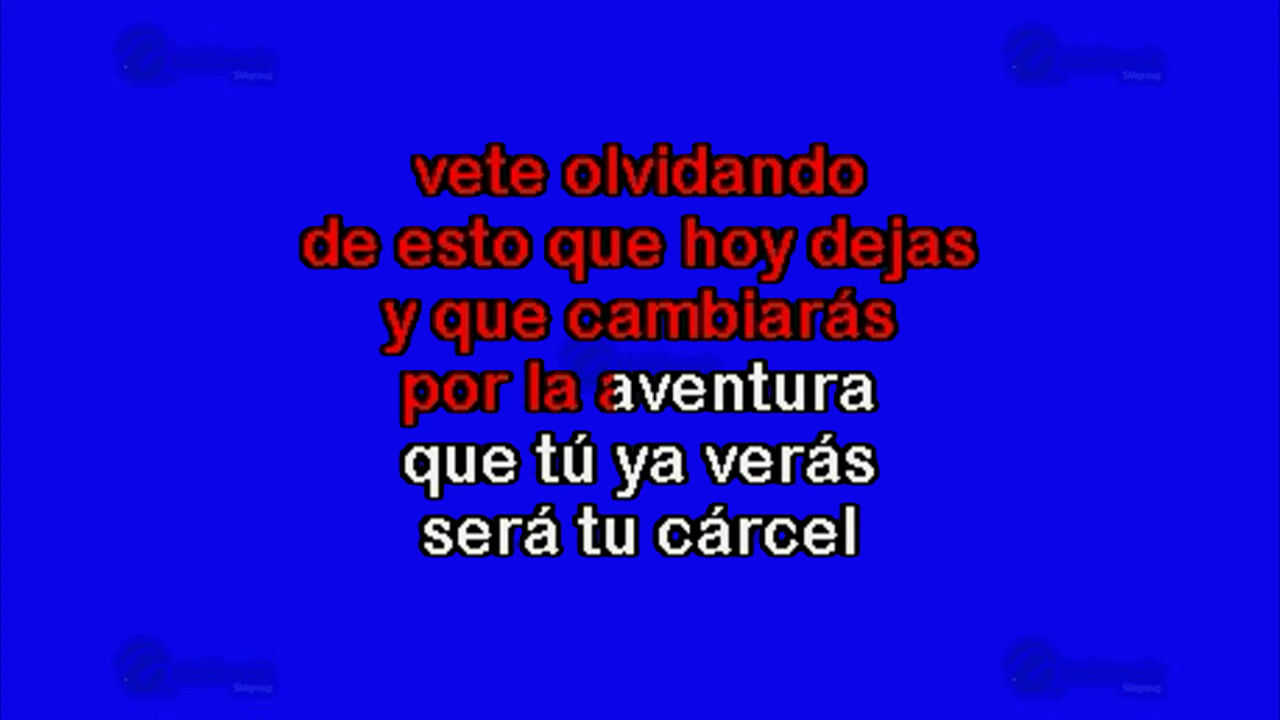 vete olvidando
de esto que hoy dejas
y que cambiarás
por la aventura
que tú ya verás
será tu cárcel